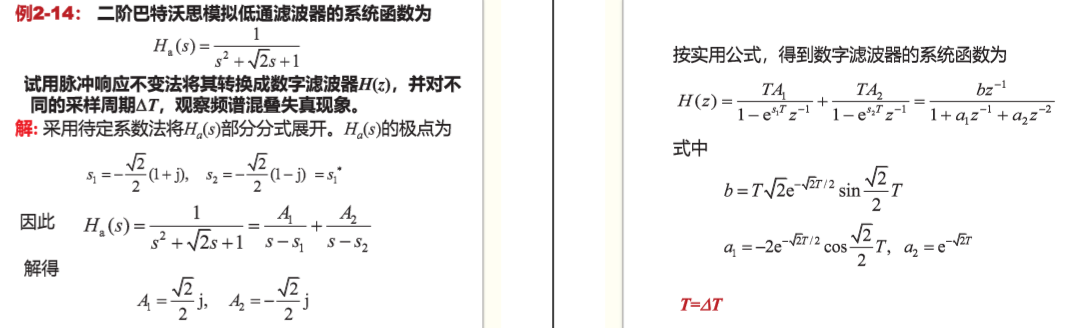 例2-14: 二阶巴特沃思模拟低通滤波器的系统函数为
Hₐ(s) = 1 / (s² + √2s + 1)
试用脉冲响应不变法将其转换成数字滤波器H(z)，并对不
同的采样周期ΔT，观察频谱混叠失真现象。
解: 采用待定系数法将Hₐ(s)部分分式展开。Hₐ(s)的极点为
s₁ = -√2/2 (1+j), s₂ = -√2/2 (1-j) = s₁*
因此 Hₐ(s) = 1 / (s² + √2s + 1) = A₁ / (s - s₁) + A₂ / (s - s₂)
解得
A₁ = √2/2 j, A₂ = -√2/2 j
按实用公式，得到数字滤波器的系统函数为
H(z) = TA₁ / (1 - e^(s₁T) z⁻¹) + TA₂ / (1 - e^(s₂T) z⁻¹) = bz⁻¹ / (1 + a₁z⁻¹ + a₂z⁻²)
式中
b = T√2e^(-√2T/2) sin √2/2 T
a₁ = -2e^(-√2T/2) cos √2/2 T, a₂ = e^(-√2T)
T=ΔT